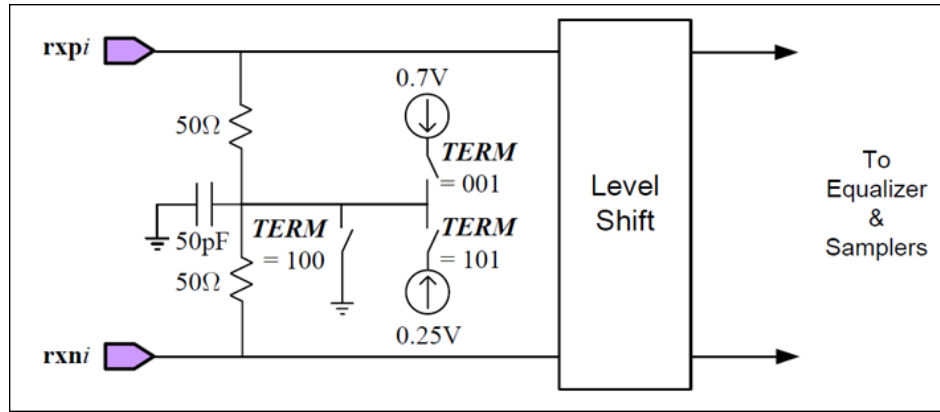 rxpi
0.7V
50Ω
TERM
= 001
Level
Shift
To
Equalizer
&
Samplers
50pF
TERM
= 100
TERM
= 101
50Ω
0.25V
rxni